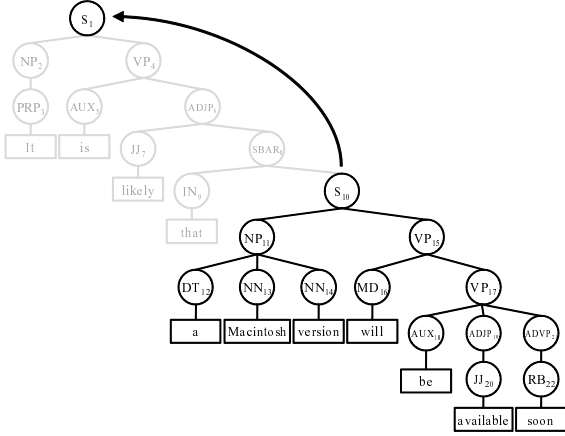 S1
NP2 VP4
PRP3 AUX5 ADJP6
It is JJ7 SBAR8
likely IN9 S10
that
NP11 VP15
DT12 NN13 NN14 MD16 VP17
a Macintosh version will AUX18 ADJP19 ADVP2
be JJ20 RB22
available soon